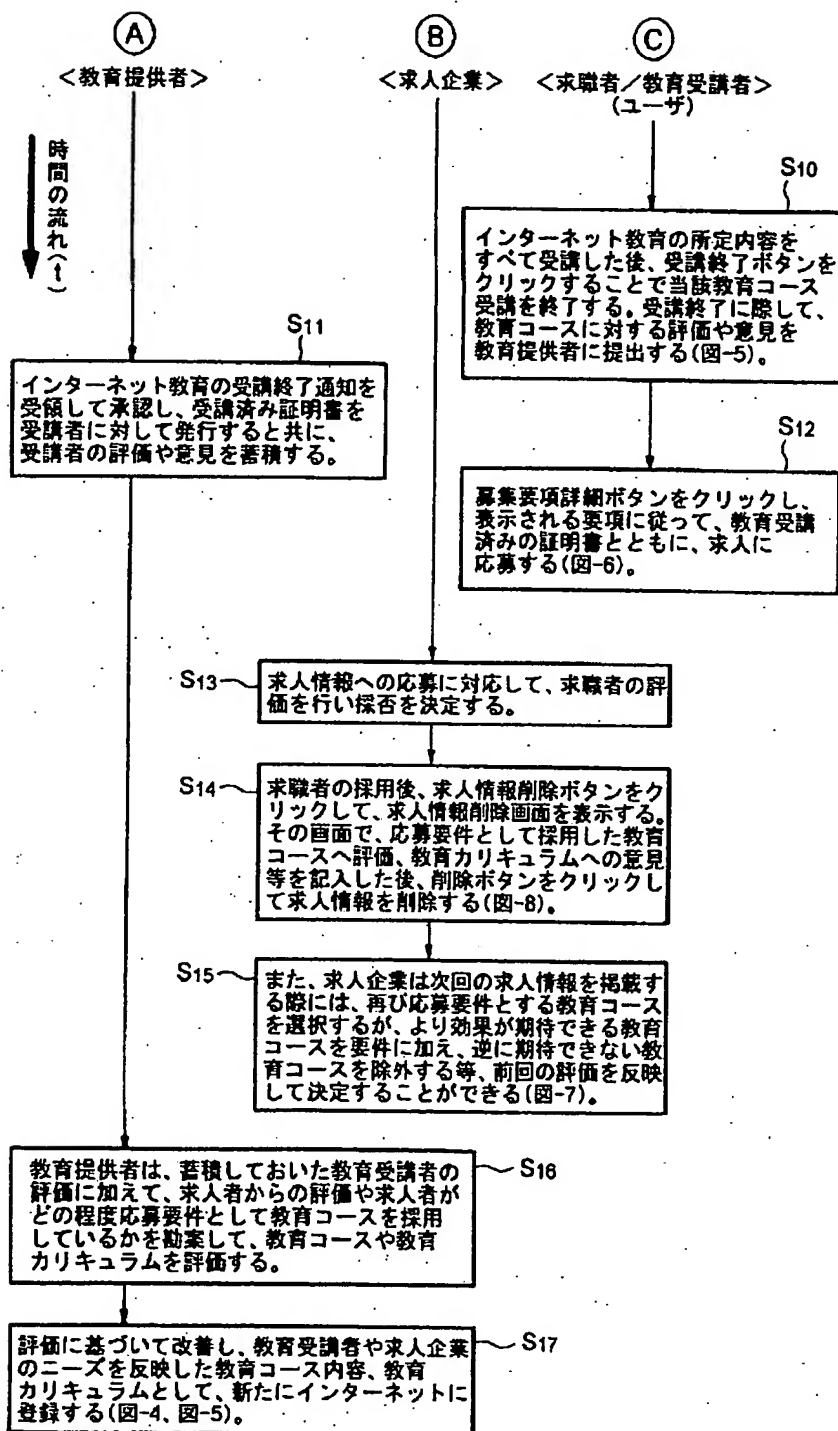 A
B
C
＜教育提供者＞
＜求人企業＞
＜求職者／教育受講者＞
(ユーザ)
時間の流れ(t)
S10
インターネット教育の所定内容を
すべて受講した後、受講終了ボタンを
クリックすることで当該教育コース
受講を終了する。受講終了に際して、
教育コースに対する評価や意見を
教育提供者に提出する(図-5)。
S11
インターネット教育の受講終了通知を
受領して承認し、受講済み証明書を
受講者に対して発行すると共に、
受講者の評価や意見を蓄積する。
S12
募集要項詳細ボタンをクリックし、
表示される要項に従って、教育受講
済みの証明書とともに、求人に
応募する(図-6)。
S13
求人情報への応募に対応して、求職者の評
価を行い採否を決定する。
S14
求職者の採用後、求人情報削除ボタンをク
リックして、求人情報削除画面を表示する。
その画面で、応募要件として採用した教育
コースへ評価、教育カリキュラムへの意見
等を記入した後、削除ボタンをクリックし
て求人情報を削除する(図-8)。
S15
また、求人企業は次回の求人情報を掲載す
る際には、再び応募要件とする教育コース
を選択するが、より効果が期待できる教育
コースを要件に加え、逆に期待できない教
育コースを除外する等、前回の評価を反映
して決定することができる(図-7)。
S16
教育提供者は、蓄積しておいた教育受講者の
評価に加えて、求人者からの評価や求人者が
どの程度応募要件として教育コースを採用
しているかを勘案して、教育コースや教育
カリキュラムを評価する。
S17
評価に基づいて改善し、教育受講者や求人企業
のニーズを反映した教育コース内容、教育
カリキュラムとして、新たにインターネットに
登録する(図-4、図-5)。